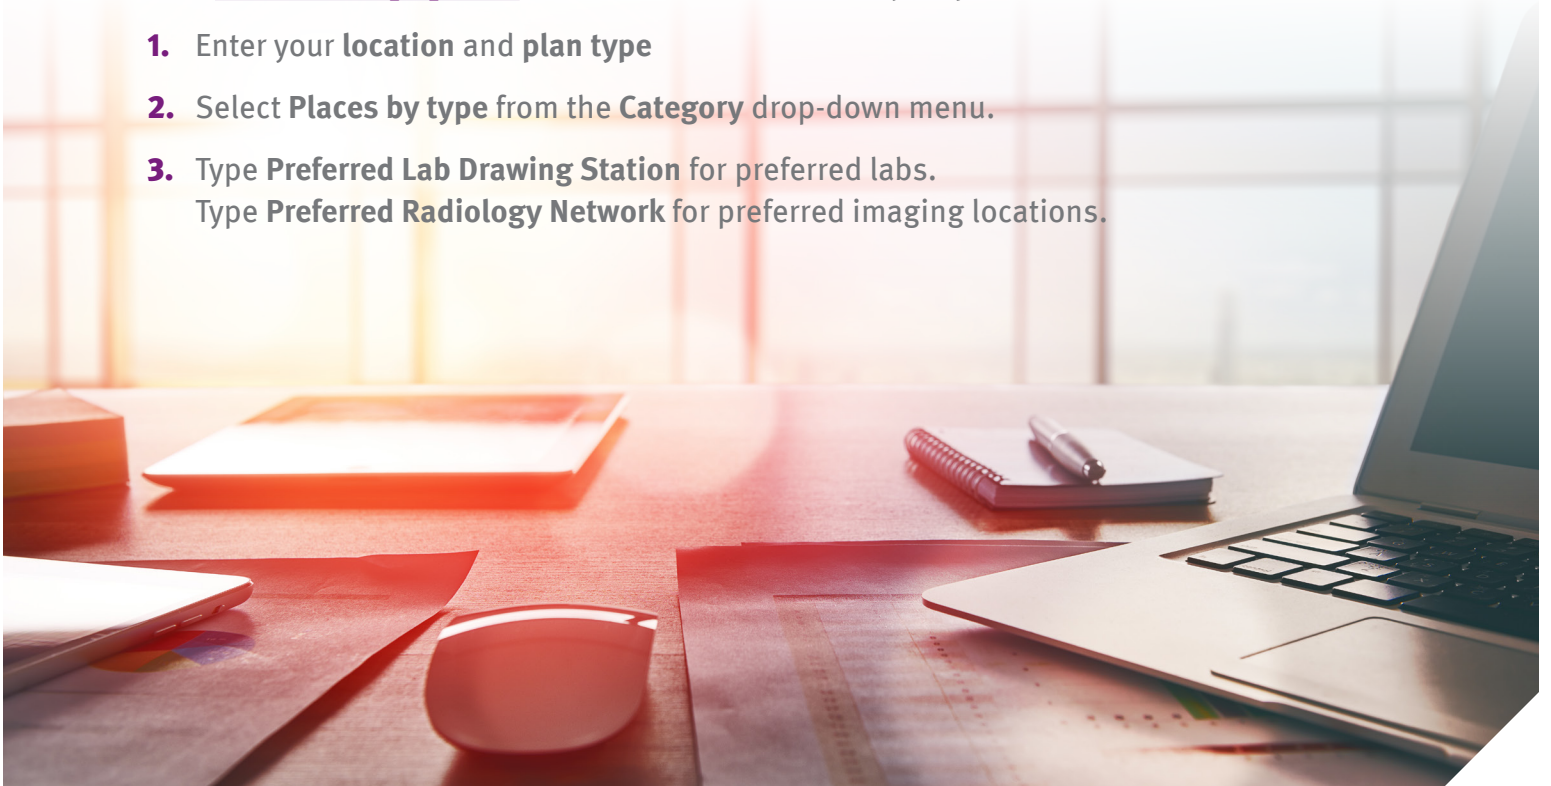 1. Enter your location and plan type
2. Select Places by type from the Category drop-down menu.
3. Type Preferred Lab Drawing Station for preferred labs.
Type Preferred Radiology Network for preferred imaging locations.